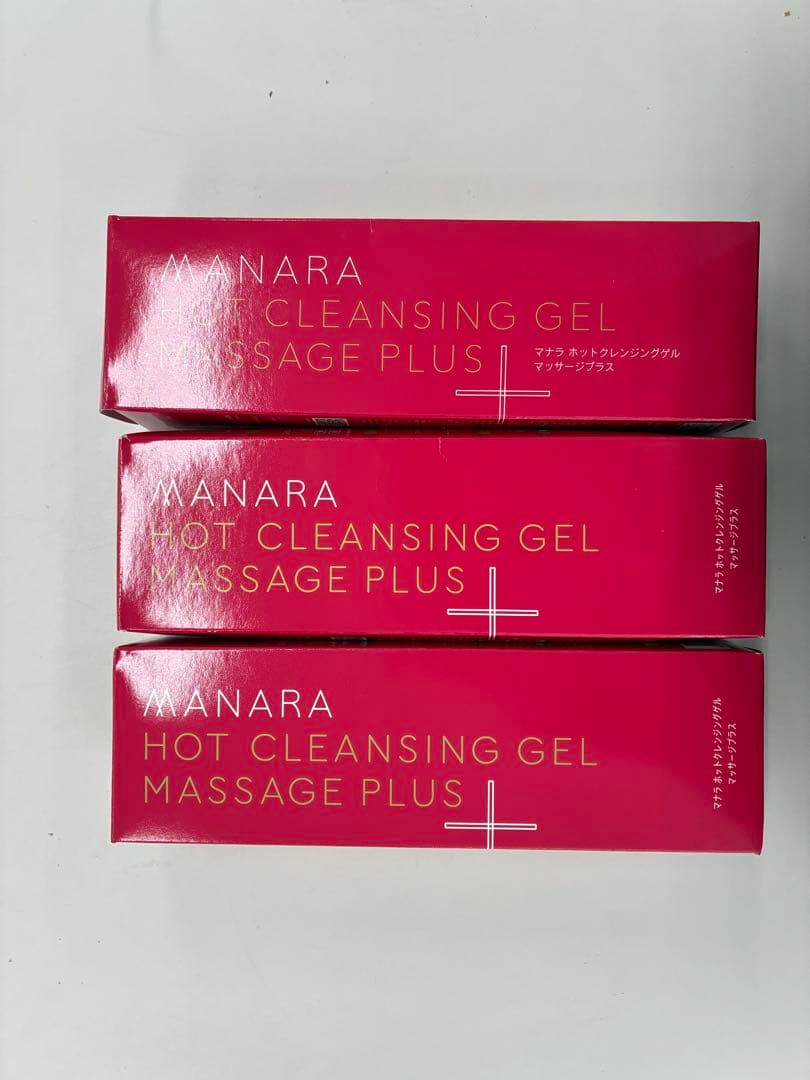 MANARA
HOT CLEANSING GEL
MASSAGE PLUS
マナラ ホットクレンジングゲル
マッサージプラス
MANARA
HOT CLEANSING GEL
MASSAGE PLUS
マナラ ホットクレンジングゲル
マッサージプラス
MANARA
HOT CLEANSING GEL
MASSAGE PLUS
マナラ ホットクレンジングゲル
マッサージプラス